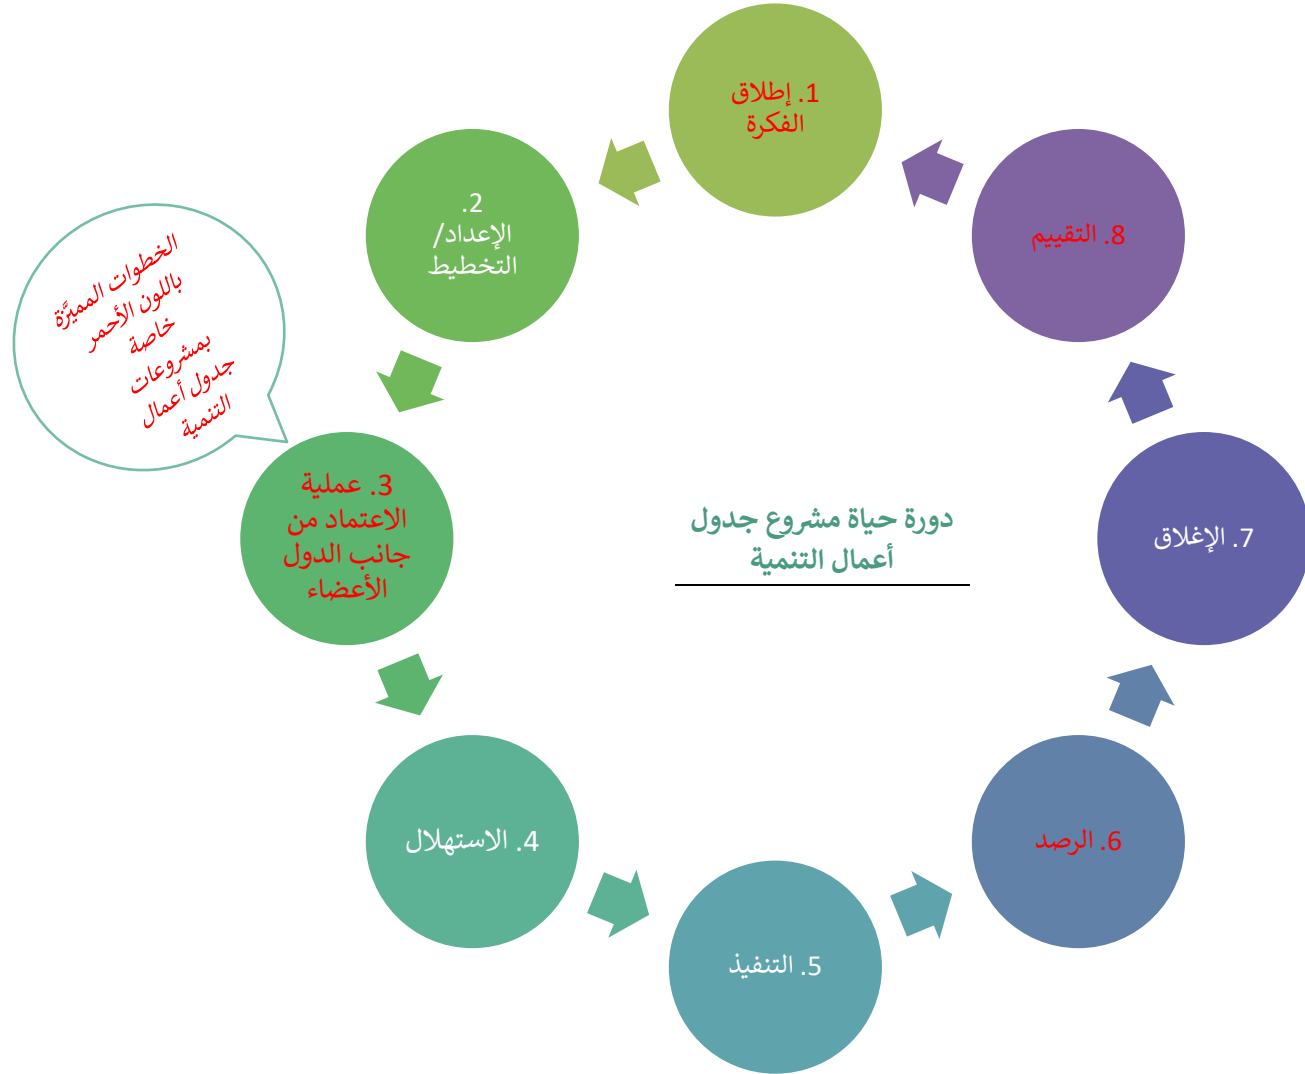 1. إطلاق
الفكرة
2.
الإعداد/
التخطيط
الخطوات المميَّزة
باللون الأحمر
خاصة
بمشروعات
جدول أعمال
التنمية
3. عملية
الاعتماد من
جانب الدول
الأعضاء
4. الاستهلال
5. التنفيذ
6. الرصد
7. الإغلاق
8. التقييم
دورة حياة مشروع جدول
أعمال التنمية